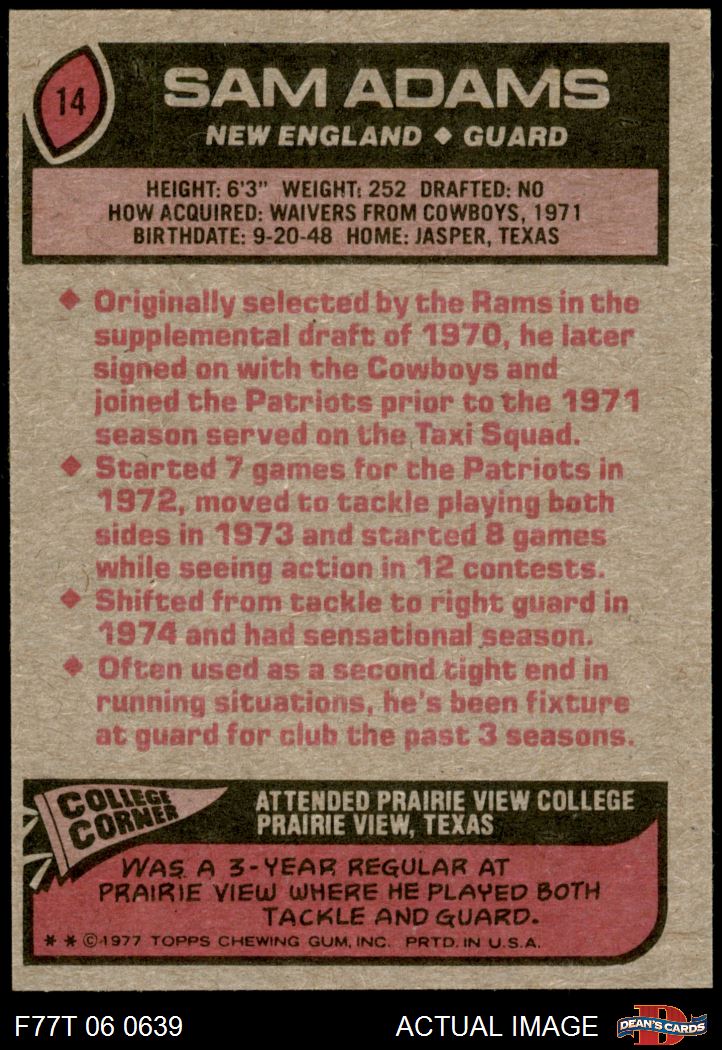 14
SAM ADAMS
NEW ENGLAND ◆ GUARD
HEIGHT: 6'3" WEIGHT: 252 DRAFTED: NO
HOW ACQUIRED: WAIVERS FROM COWBOYS, 1971
BIRTHDATE: 9-20-48 HOME: JASPER, TEXAS
◆ Originally selected by the Rams in the
supplemental draft of 1970, he later
signed on with the Cowboys and
joined the Patriots prior to the 1971
season served on the Taxi Squad.
◆ Started 7 games for the Patriots in
1972, moved to tackle playing both
sides in 1973 and started 8 games
while seeing action in 12 contests.
◆ Shifted from tackle to right guard in
1974 and had sensational season.
◆ Often used as a second tight end in
running situations, he's been fixture
at guard for club the past 3 seasons.
COLLEGE
CORNER
ATTENDED PRAIRIE VIEW COLLEGE
PRAIRIE VIEW, TEXAS
WAS A 3-YEAR REGULAR AT
PRAIRIE VIEW WHERE HE PLAYED BOTH
TACKLE AND GUARD.
* * ©1977 TOPPS CHEWING GUM, INC. PRTD. IN U.S.A.
F77T 06 0639
ACTUAL IMAGE
D
DEAN'S CARDS